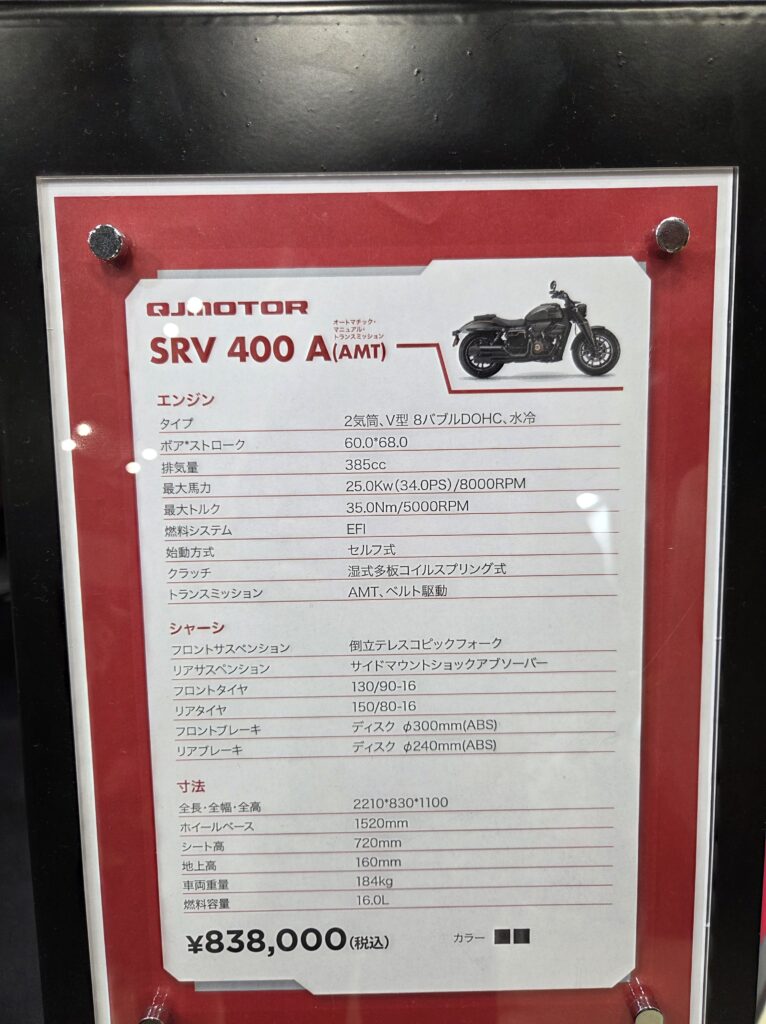 QJMOTOR
オートマチック・
マニュアル・
トランスミッション
SRV 400 A(AMT)
エンジン
タイプ 2気筒、V型 8バブルDOHC、水冷
ボア*ストローク 60.0*68.0
排気量 385cc
最大馬力 25.0Kw(34.0PS)/8000RPM
最大トルク 35.0Nm/5000RPM
燃料システム EFI
始動方式 セルフ式
クラッチ 湿式多板コイルスプリング式
トランスミッション AMT、ベルト駆動
シャーシ
フロントサスペンション 倒立テレスコピックフォーク
リアサスペンション サイドマウントショックアブソーバー
フロントタイヤ 130/90-16
リアタイヤ 150/80-16
フロントブレーキ ディスク φ300mm(ABS)
リアブレーキ ディスク φ240mm(ABS)
寸法
全長・全幅・全高 2210*830*1100
ホイールベース 1520mm
シート高 720mm
地上高 160mm
車両重量 184kg
燃料容量 16.0L
¥838,000(税込) カラー